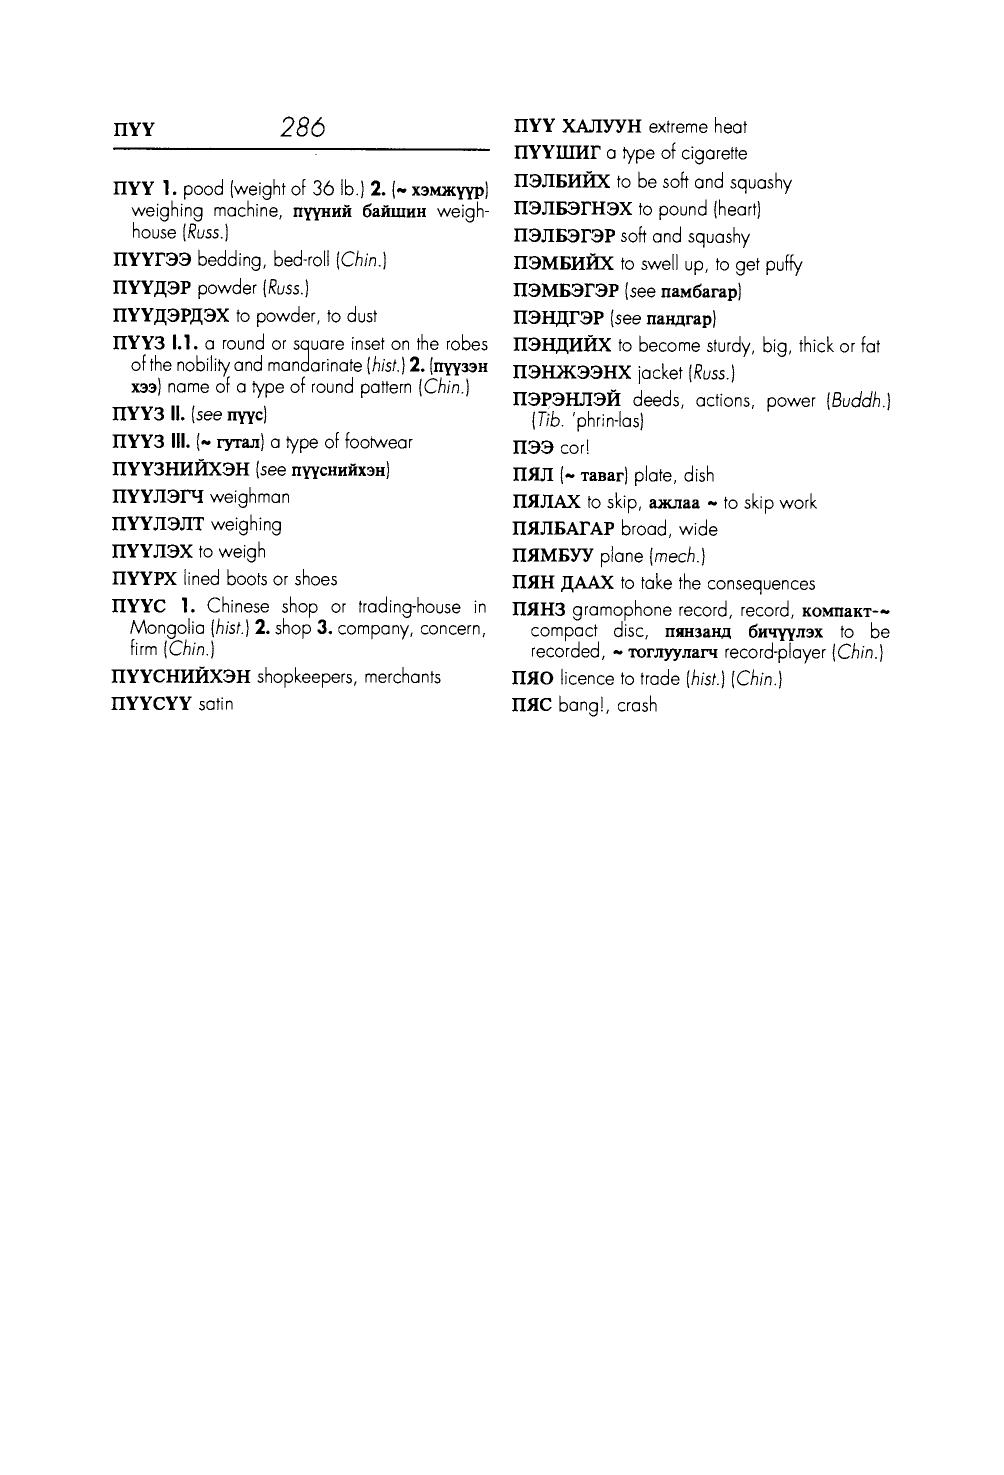 ПҮҮ 286
ПҮҮ 1. pood (weight of 36 lb.) 2. (~ хэмжүүр)
weighing machine, пүүний байшин weigh-
house (Russ.)
ПҮҮГЭЭ bedding, bed-roll (Chin.)
ПҮҮДЭР powder (Russ.)
ПҮҮДЭРДЭХ to powder, to dust
ПҮҮЗ I.1. a round or square inset on the robes
of the nobility and mandarinate (hist.) 2. (пүүзэн
хээ) name of a type of round pattern (Chin.)
ПҮҮЗ II. (see пүүс)
ПҮҮЗ III. (~ гутал) a type of footwear
ПҮҮЗНИЙХЭН (see пүүснийхэн)
ПҮҮЛЭГЧ weighman
ПҮҮЛЭЛТ weighing
ПҮҮЛЭХ to weigh
ПҮҮРХ lined boots or shoes
ПҮҮС 1. Chinese shop or trading-house in
Mongolia (hist.) 2. shop 3. company, concern,
firm (Chin.)
ПҮҮСНИЙХЭН shopkeepers, merchants
ПҮҮСҮҮ satin
ПҮҮ ХАЛУУН extreme heat
ПҮҮШИГ a type of cigarette
ПЭЛБИЙХ to be soft and squashy
ПЭЛБЭГНЭХ to pound (heart)
ПЭЛБЭГЭР soft and squashy
ПЭМБИЙХ to swell up, to get puffy
ПЭМБЭГЭР (see памбагар)
ПЭНДГЭР (see пандгар)
ПЭНДИЙХ to become sturdy, big, thick or fat
ПЭНЖЭЭНХ jacket (Russ.)
ПЭРЭНЛЭЙ deeds, actions, power (Buddh.)
(Tib. 'phrin-las)
ПЭЭ cor!
ПЯЛ (~ таваг) plate, dish
ПЯЛАХ to skip, ажлаа ~ to skip work
ПЯЛБАГАР broad, wide
ПЯМБУУ plane (mech.)
ПЯН ДААХ to take the consequences
ПЯНЗ gramophone record, record, компакт-~
compact disc, пянзанд бичүүлэх to be
recorded, ~ тоглуулагч record-player (Chin.)
ПЯО licence to trade (hist.) (Chin.)
ПЯС bang!, crash